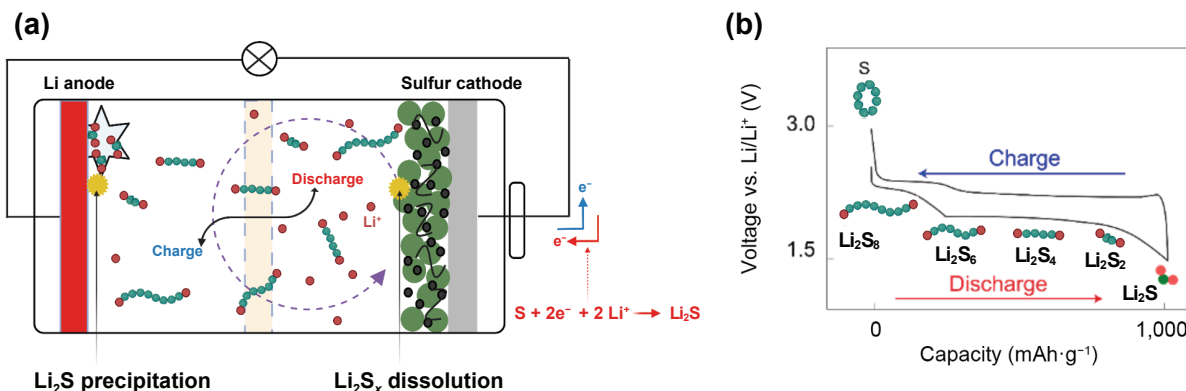 (a)
Li anode
Sulfur cathode
Discharge
Charge
Li⁺
e⁻
e⁻
S + 2e⁻ + 2 Li⁺ → Li₂S
Li₂S precipitation
Li₂Sₓ dissolution
(b)
Voltage vs. Li/Li⁺ (V)
3.0
1.5
S
Charge
Li₂S₈
Li₂S₆
Li₂S₄
Li₂S₂
Li₂S
Discharge
0
1,000
Capacity (mAh·g⁻¹)